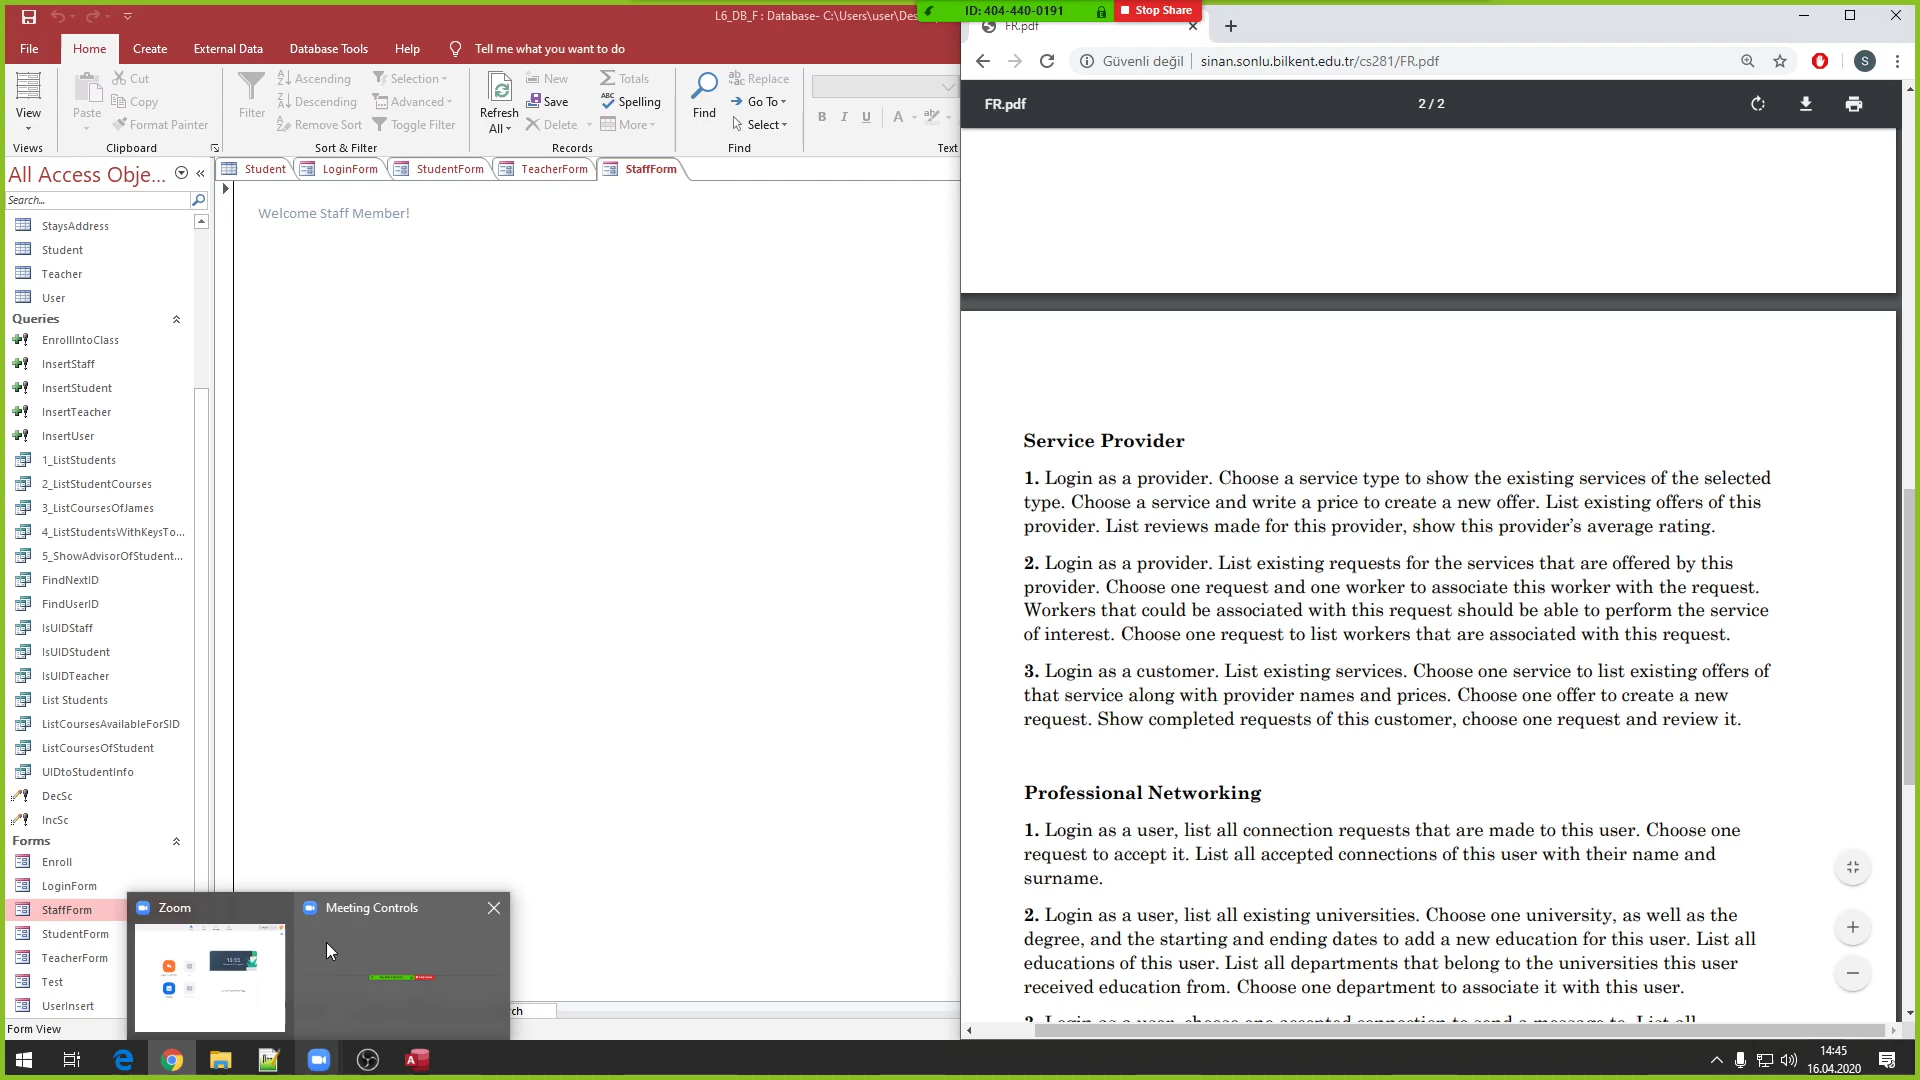 L6_DB_F : Database- C:\Users\user\Des
ID: 404-440-0191
Stop Share
FR.pdf
File
Home
Create
External Data
Database Tools
Help
Tell me what you want to do
Güvenli değil
sinan.sonlu.bilkent.edu.tr/cs281/FR.pdf
S
View
Paste
Cut
Copy
Format Painter
Filter
Ascending
Descending
Remove Sort
Selection
Advanced
Toggle Filter
Refresh All
New
Save
Delete
Totals
Spelling
More
Find
Replace
Go To
Select
B I U A
Views
Clipboard
Sort & Filter
Records
Find
Text
FR.pdf
2 / 2
All Access Obje...
Search...
Student
LoginForm
StudentForm
TeacherForm
StaffForm
Welcome Staff Member!
StaysAddress
Student
Teacher
User
Queries
EnrollIntoClass
InsertStaff
InsertStudent
InsertTeacher
InsertUser
1_ListStudents
2_ListStudentCourses
3_ListCoursesOfJames
4_ListStudentsWithKeysTo...
5_ShowAdvisorOfStudent...
FindNextID
FindUserID
IsUIDStaff
IsUIDStudent
IsUIDTeacher
List Students
ListCoursesAvailableForSID
ListCoursesOfStudent
UIDtoStudentInfo
DecSc
IncSc
Forms
Enroll
LoginForm
StaffForm
StudentForm
TeacherForm
Test
UserInsert
Form View
Zoom
Meeting Controls
ch
Service Provider
1. Login as a provider. Choose a service type to show the existing services of the selected
type. Choose a service and write a price to create a new offer. List existing offers of this
provider. List reviews made for this provider, show this provider's average rating.
2. Login as a provider. List existing requests for the services that are offered by this
provider. Choose one request and one worker to associate this worker with the request.
Workers that could be associated with this request should be able to perform the service
of interest. Choose one request to list workers that are associated with this request.
3. Login as a customer. List existing services. Choose one service to list existing offers of
that service along with provider names and prices. Choose one offer to create a new
request. Show completed requests of this customer, choose one request and review it.
Professional Networking
1. Login as a user, list all connection requests that are made to this user. Choose one
request to accept it. List all accepted connections of this user with their name and
surname.
2. Login as a user, list all existing universities. Choose one university, as well as the
degree, and the starting and ending dates to add a new education for this user. List all
educations of this user. List all departments that belong to the universities this user
received education from. Choose one department to associate it with this user.
3. Login as a user, choose one accepted connection to send a message to. List all
14:45
16.04.2020